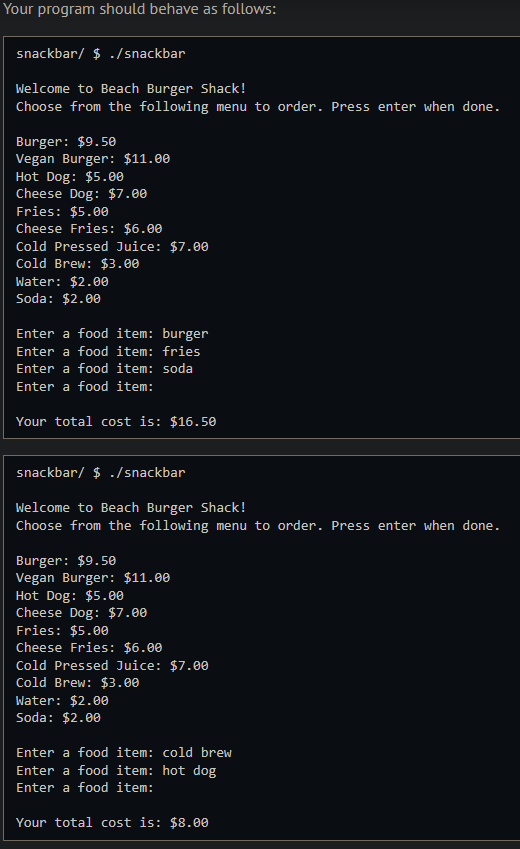 Your program should behave as follows:
snackbar/ $ ./snackbar
Welcome to Beach Burger Shack!
Choose from the following menu to order. Press enter when done.
Burger: $9.50
Vegan Burger: $11.00
Hot Dog: $5.00
Cheese Dog: $7.00
Fries: $5.00
Cheese Fries: $6.00
Cold Pressed Juice: $7.00
Cold Brew: $3.00
Water: $2.00
Soda: $2.00
Enter a food item: burger
Enter a food item: fries
Enter a food item: soda
Enter a food item:
Your total cost is: $16.50
snackbar/ $ ./snackbar
Welcome to Beach Burger Shack!
Choose from the following menu to order. Press enter when done.
Burger: $9.50
Vegan Burger: $11.00
Hot Dog: $5.00
Cheese Dog: $7.00
Fries: $5.00
Cheese Fries: $6.00
Cold Pressed Juice: $7.00
Cold Brew: $3.00
Water: $2.00
Soda: $2.00
Enter a food item: cold brew
Enter a food item: hot dog
Enter a food item:
Your total cost is: $8.00